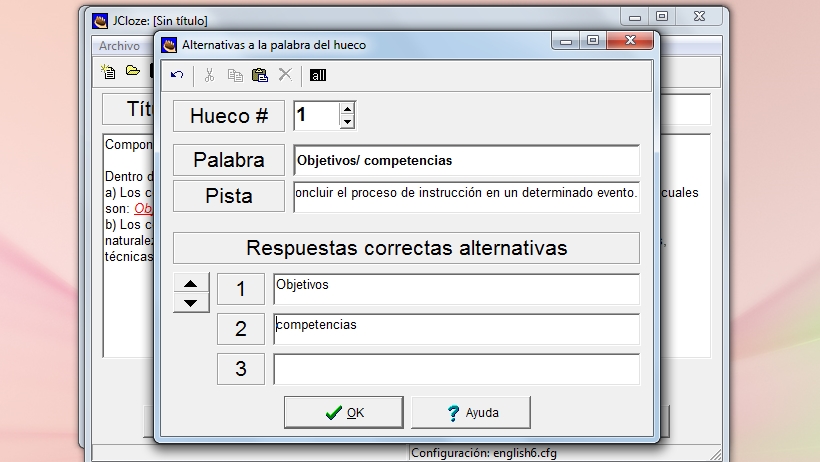 JCloze: [Sin título]
Archivo
Alternativas a la palabra del hueco
all
Hueco #
1
Palabra
Objetivos/ competencias
Pista
oncluir el proceso de instrucción en un determinado evento.
Respuestas correctas alternativas
1
Objetivos
2
competencias
3
OK
Ayuda
Compon
Dentro d
a) Los c
cuales
son: Ob
b) Los c
naturalez
técnicas
Configuración: english6.cfg